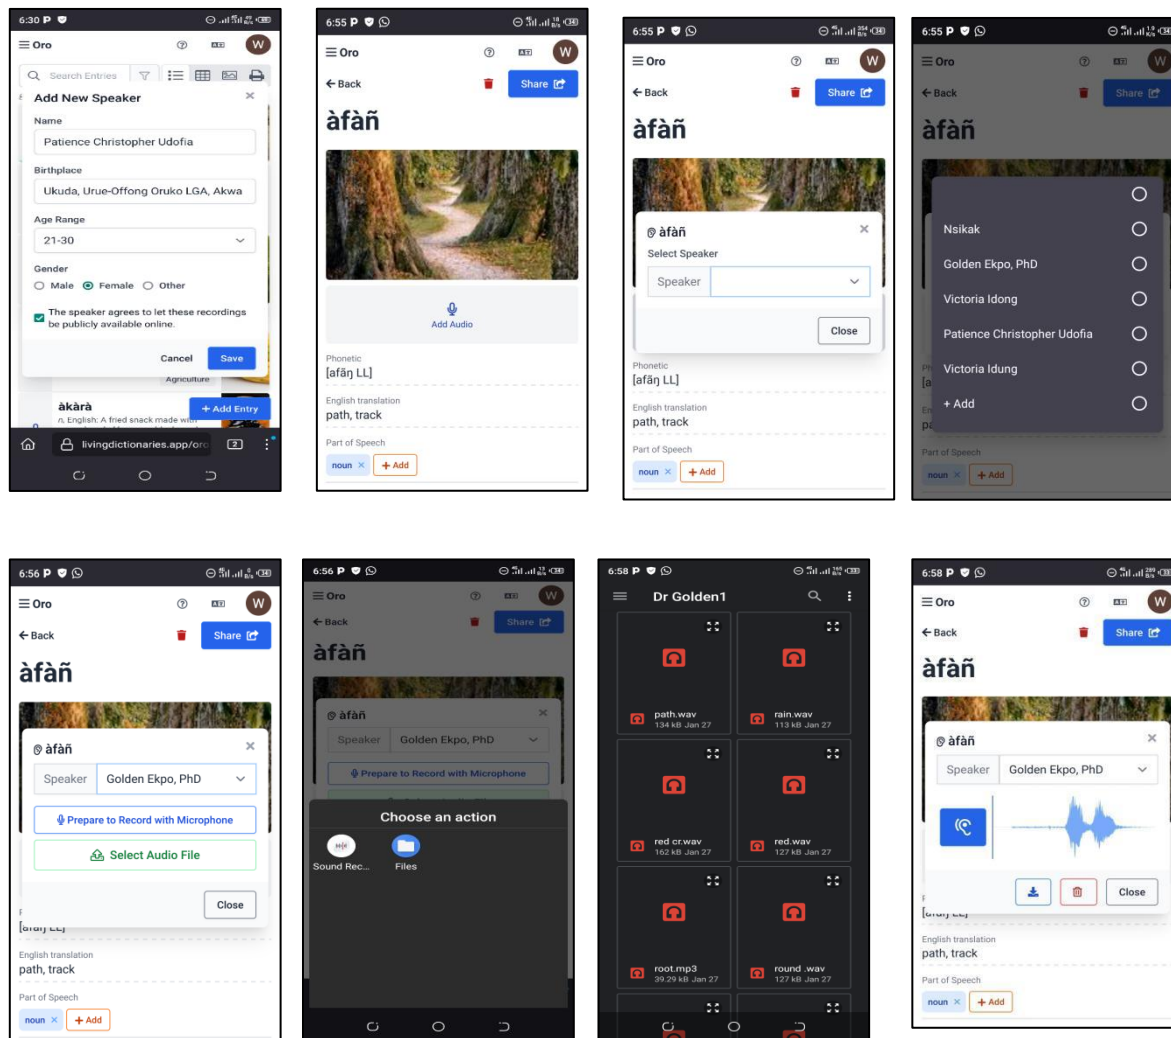 6:30 P
Oro
W
Search Entries
Add New Speaker
Name
Patience Christopher Udofia
Birthplace
Ukuda, Urue-Offong Oruko LGA, Akwa
Age Range
21-30
Gender
Male Female Other
The speaker agrees to let these recordings
be publicly available online.
Cancel Save
Agriculture
àkàrà
n, English: A fried snack made with
+ Add Entry
livingdictionaries.app/oro
2
6:55 P
Oro
W
Back
Share
àfàñ
Add Audio
Phonetic
[afãŋ LL]
English translation
path, track
Part of Speech
noun × + Add
6:55 P
Oro
W
Back
Share
àfàñ
àfàñ
Select Speaker
Speaker
Close
Phonetic
[afãŋ LL]
English translation
path, track
Part of Speech
noun × + Add
6:55 P
Oro
W
Back
Share
àfàñ
Nsikak
Golden Ekpo, PhD
Victoria Idong
Patience Christopher Udofia
Victoria Idung
+ Add
Part of Speech
noun × + Add
6:56 P
Oro
W
Back
Share
àfàñ
àfàñ
Speaker Golden Ekpo, PhD
Prepare to Record with Microphone
Select Audio File
Close
English translation
path, track
Part of Speech
noun × + Add
6:56 P
Oro
W
Back
Share
àfàñ
àfàñ
Speaker Golden Ekpo, PhD
Prepare to Record with Microphone
Choose an action
Sound Rec... Files
6:58 P
Dr Golden1
path.wav rain.wav
134 kB Jan 27 113 kB Jan 27
red cr.wav red.wav
162 kB Jan 27 127 kB Jan 27
root.mp3 round .wav
39.29 kB Jan 27 127 kB Jan 27
6:58 P
Oro
W
Back
Share
àfàñ
àfàñ
Speaker Golden Ekpo, PhD
Close
English translation
path, track
Part of Speech
noun × + Add